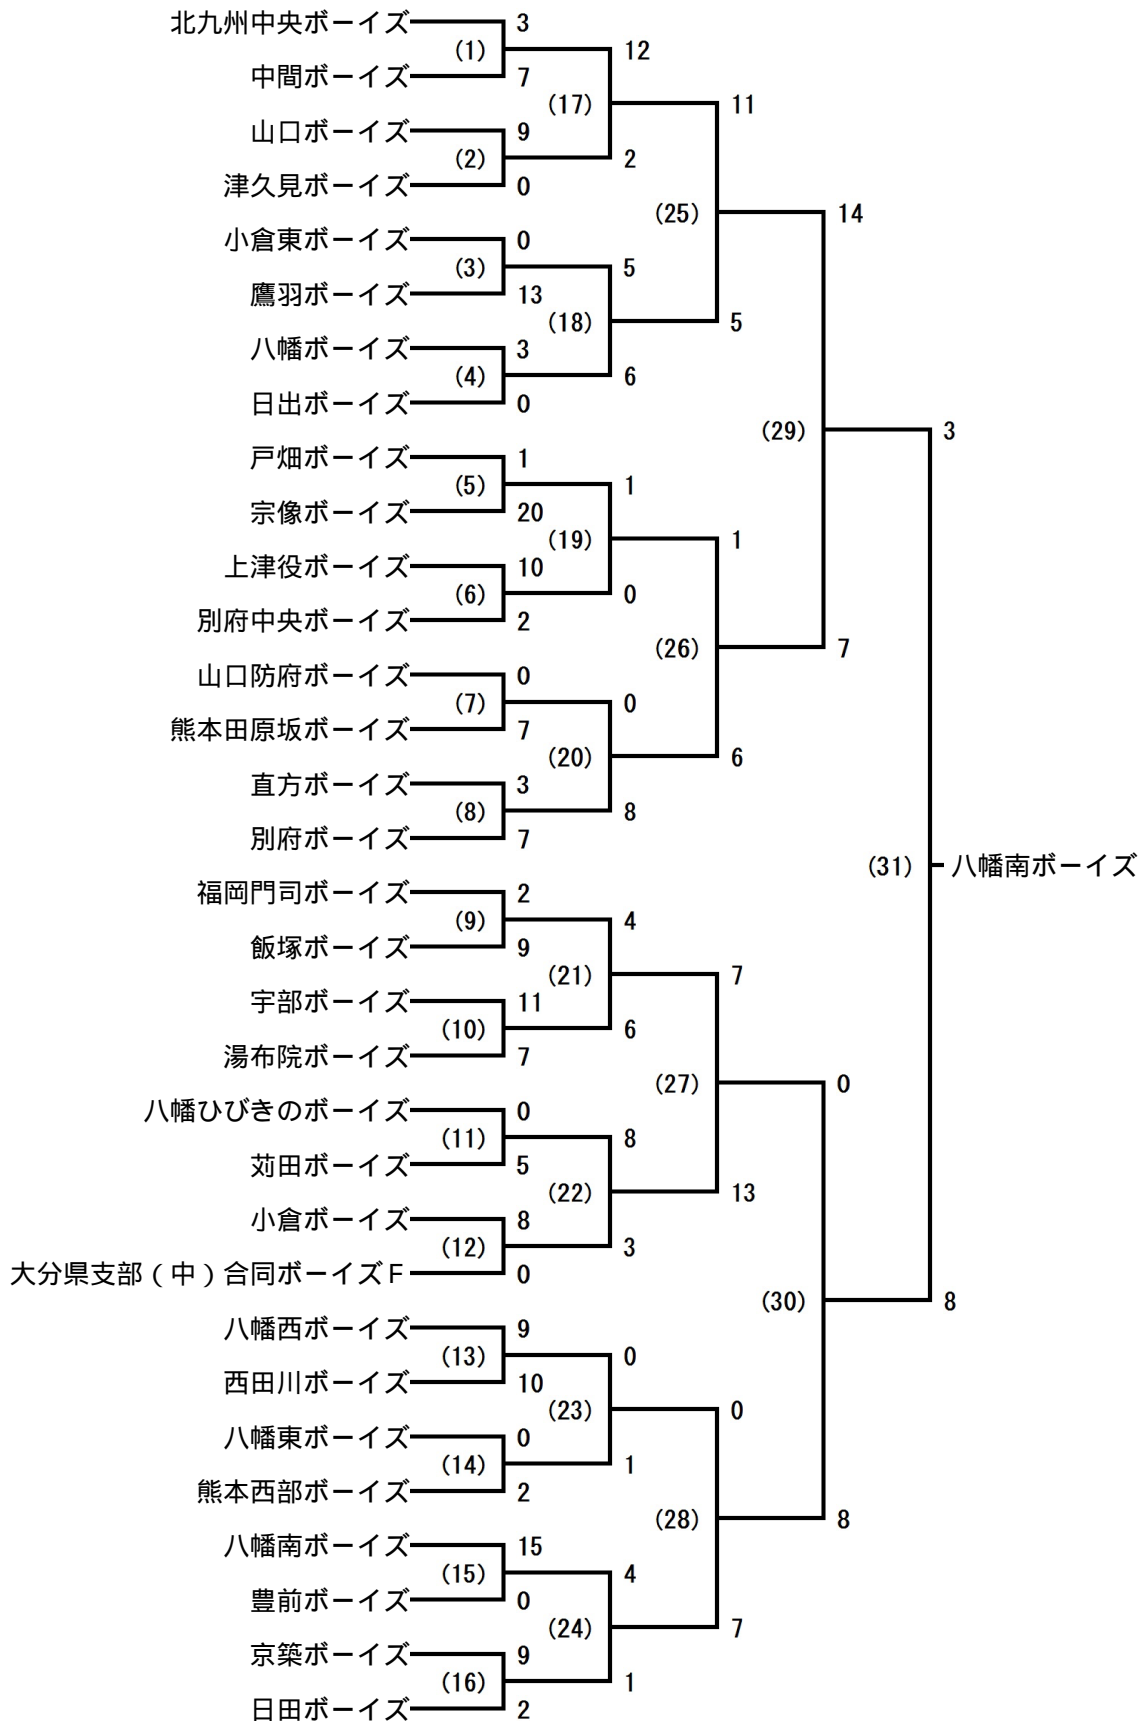 北九州中央ボーイズ 3
(1) 12
中間ボーイズ 7
(17) 11
山口ボーイズ 9
(2) 2
津久見ボーイズ 0
(25) 14
小倉東ボーイズ 0
(3) 5
鷹羽ボーイズ 13
(18) 5
八幡ボーイズ 3
(4) 6
日出ボーイズ 0
(29) 3
戸畑ボーイズ 1
(5) 1
宗像ボーイズ 20
(19) 1
上津役ボーイズ 10
(6) 0
別府中央ボーイズ 2
(26) 7
山口防府ボーイズ 0
(7) 0
熊本田原坂ボーイズ 7
(20) 6
直方ボーイズ 3
(8) 8
別府ボーイズ 7
(31) 八幡南ボーイズ
福岡門司ボーイズ 2
(9) 4
飯塚ボーイズ 9
(21) 7
宇部ボーイズ 11
(10) 6
湯布院ボーイズ 7
(27) 0
八幡ひびきのボーイズ 0
(11) 8
苅田ボーイズ 5
(22) 13
小倉ボーイズ 8
(12) 3
大分県支部(中)合同ボーイズF 0
(30) 8
八幡西ボーイズ 9
(13) 0
西田川ボーイズ 10
(23) 0
八幡東ボーイズ 0
(14) 1
熊本西部ボーイズ 2
(28) 8
八幡南ボーイズ 15
(15) 4
豊前ボーイズ 0
(24) 7
京築ボーイズ 9
(16) 1
日田ボーイズ 2